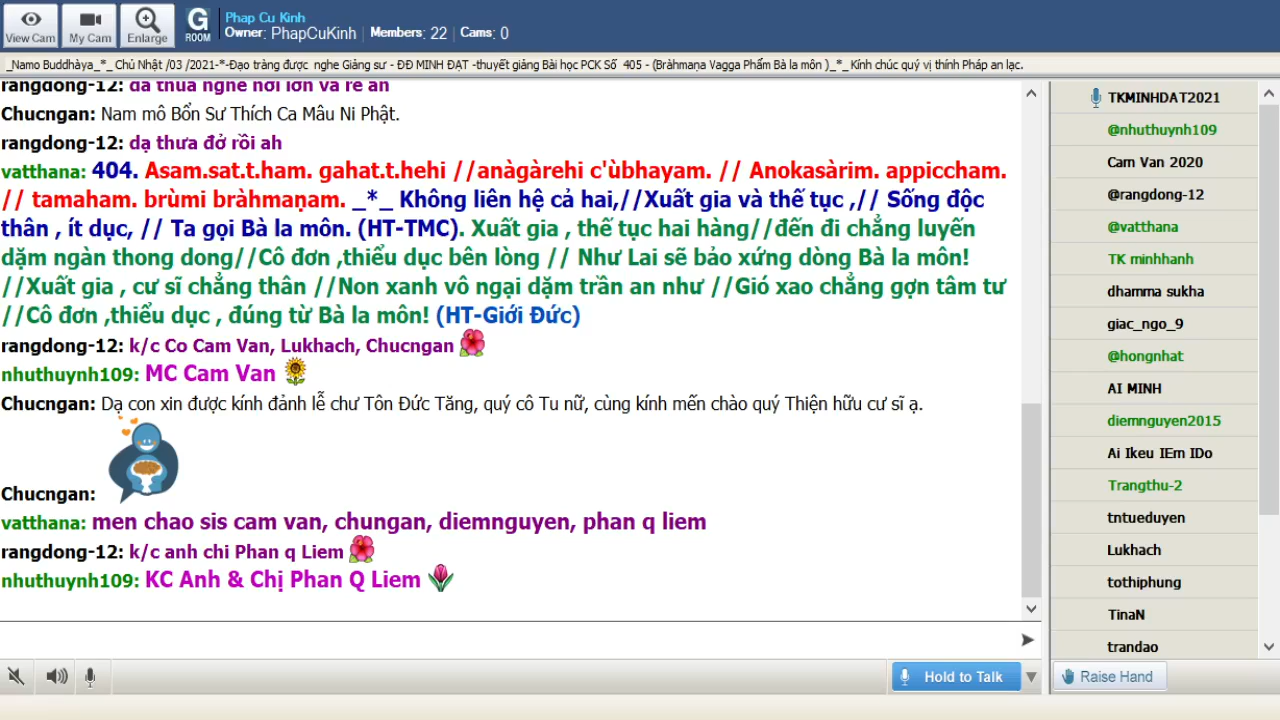 View Cam
My Cam
Enlarge
G
ROOM
Phap Cu Kinh
Owner: PhapCuKinh
Members: 22
Cams: 0
_Namo Buddhàya_*_ Chủ Nhật /03 /2021-*-Đạo tràng được nghe Giảng sư - ĐĐ MINH ĐẠT -thuyết giảng Bài học PCK Số 405 - (Bràhmaṇa Vagga Phẩm Bà la môn )_*_Kính chúc quý vị thính Pháp an lạc.
rangdong-12: da thua nghe hơi lớn va re ah
Chucngan: Nam mô Bổn Sư Thích Ca Mâu Ni Phật.
rangdong-12: dạ thưa đở rồi ah
vatthana: 404. Asam.sat.t.ham. gahat.t.hehi //anàgàrehi c'ùbhayam. // Anokasàrim. appiccham.
// tamaham. brùmi bràhmaṇam. _*_ Không liên hệ cả hai,//Xuất gia và thế tục ,// Sống độc
thân , ít dục, // Ta gọi Bà la môn. (HT-TMC). Xuất gia , thế tục hai hàng//đến đi chẳng luyến
dặm ngàn thong dong//Cô đơn ,thiểu dục bên lòng // Như Lai sẽ bảo xứng dòng Bà la môn!
//Xuất gia , cư sĩ chẳng thân //Non xanh vô ngại dặm trần an như //Gió xao chẳng gợn tâm tư
//Cô đơn ,thiểu dục , đúng từ Bà la môn! (HT-Giới Đức)
rangdong-12: k/c Co Cam Van, Lukhach, Chucngan
nhuthuynh109: MC Cam Van
Chucngan: Dạ con xin được kính đảnh lễ chư Tôn Đức Tăng, quý cô Tu nữ, cùng kính mến chào quý Thiện hữu cư sĩ ạ.
Chucngan:
vatthana: men chao sis cam van, chungan, diemnguyen, phan q liem
rangdong-12: k/c anh chi Phan q Liem
nhuthuynh109: KC Anh & Chị Phan Q Liem
Hold to Talk
TKMINHDAT2021
@nhuthuynh109
Cam Van 2020
@rangdong-12
@vatthana
TK minhhanh
dhamma sukha
giac_ngo_9
@hongnhat
AI MINH
diemnguyen2015
Ai Ikeu IEm IDo
Trangthu-2
tntueduyen
Lukhach
tothiphung
TinaN
trandao
Raise Hand